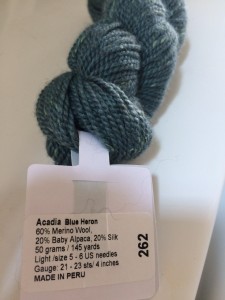 Acadia Blue Heron
60% Merino Wool,
20% Baby Alpaca, 20% Silk
50 grams / 145 yards
Light /size 5 - 6 US needles
Gauge: 21 - 23 sts/ 4 inches
MADE IN PERU
262